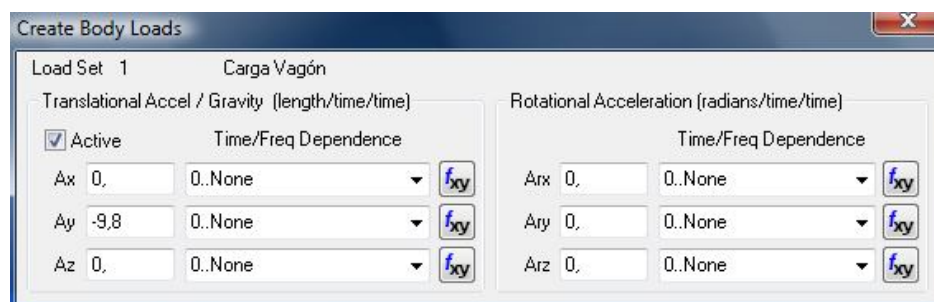 Create Body Loads
x
Load Set 1 Carga Vagón
Translational Accel / Gravity (length/time/time) Rotational Acceleration (radians/time/time)
Active Time/Freq Dependence Time/Freq Dependence
Ax 0, 0..None fxy Arx 0, 0..None fxy
Ay -9,8 0..None fxy Ary 0, 0..None fxy
Az 0, 0..None fxy Arz 0, 0..None fxy